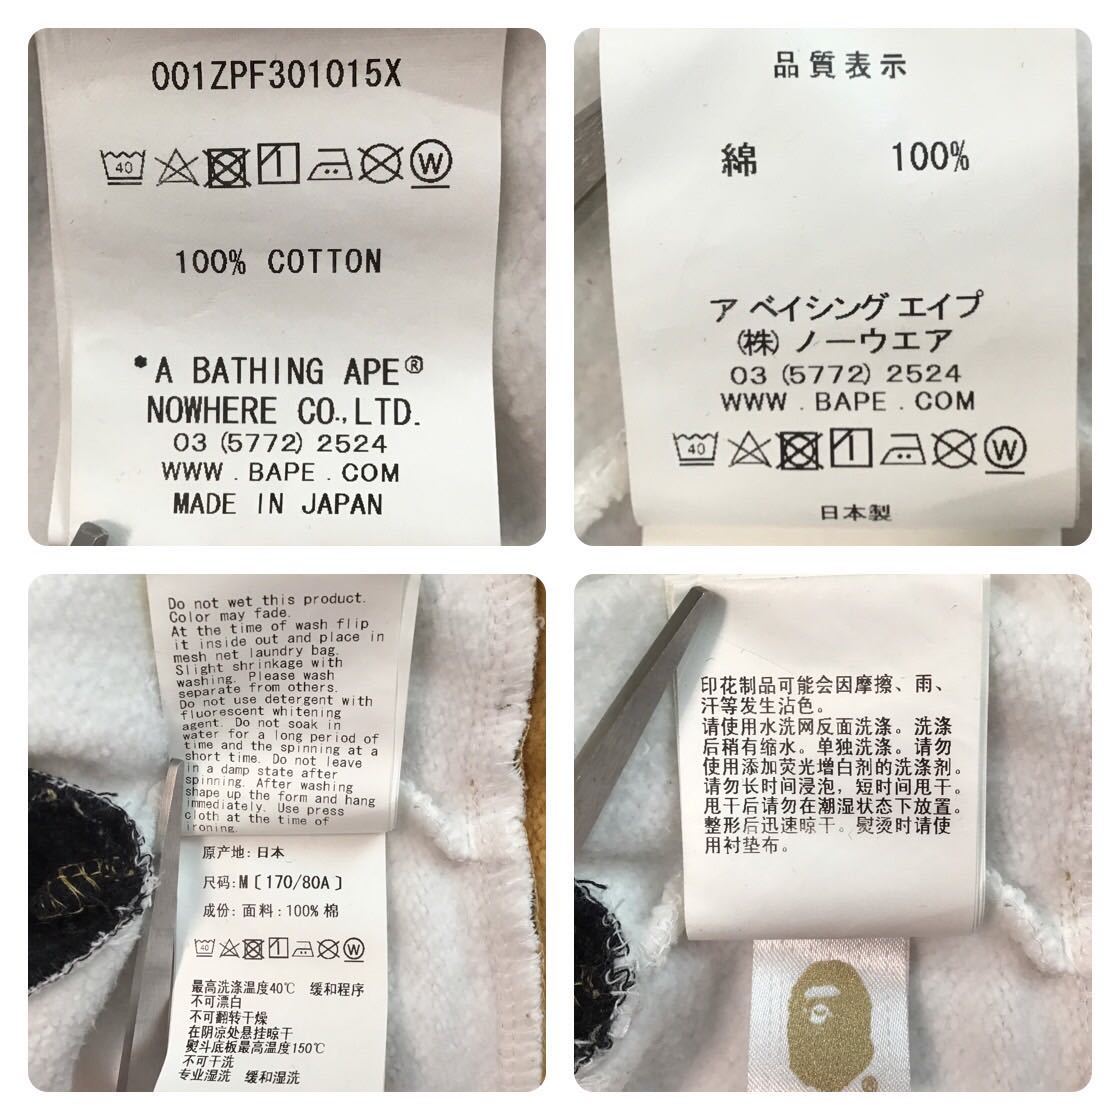 001ZPF301015X
40 1 W
100% COTTON
*A BATHING APE®
NOWHERE CO.,LTD.
03 (5772) 2524
WWW . BAPE . COM
MADE IN JAPAN
品質表示
綿 100%
ア ベイシング エイプ
(株) ノーウエア
03 (5772) 2524
WWW . BAPE . COM
40 1 W
日本製
Do not wet this product.
Color may fade.
At the time of wash flip
it inside out and place in
mesh net laundry bag.
Slight shrinkage with
washing. Please wash
separate from others.
Do not use detergent with
fluorescent whitening
agent. Do not soak in
water for a long period of
time and the spinning at a
short time. Do not leave
in a damp state after
spinning. After washing
shape up the form and hang
immediately. Use press
cloth at the time of
ironing.
原产地: 日本
尺码: M〔170/80A〕
成份: 面料: 100% 棉
40 1 W
最高洗涤温度40℃ 缓和程序
不可漂白
不可翻转干燥
在阴凉处悬挂晾干
熨斗底板最高温度150℃
不可干洗
专业湿洗 缓和湿洗
印花制品可能会因摩擦、雨、
汗等发生沾色。
请使用水洗网反面洗涤。洗涤
后稍有缩水。单独洗涤。请勿
使用添加荧光增白剂的洗涤剂。
请勿长时间浸泡，短时间甩干。
甩干后请勿在潮湿状态下放置。
整形后迅速晾干。熨烫时请使
用衬垫布。
®